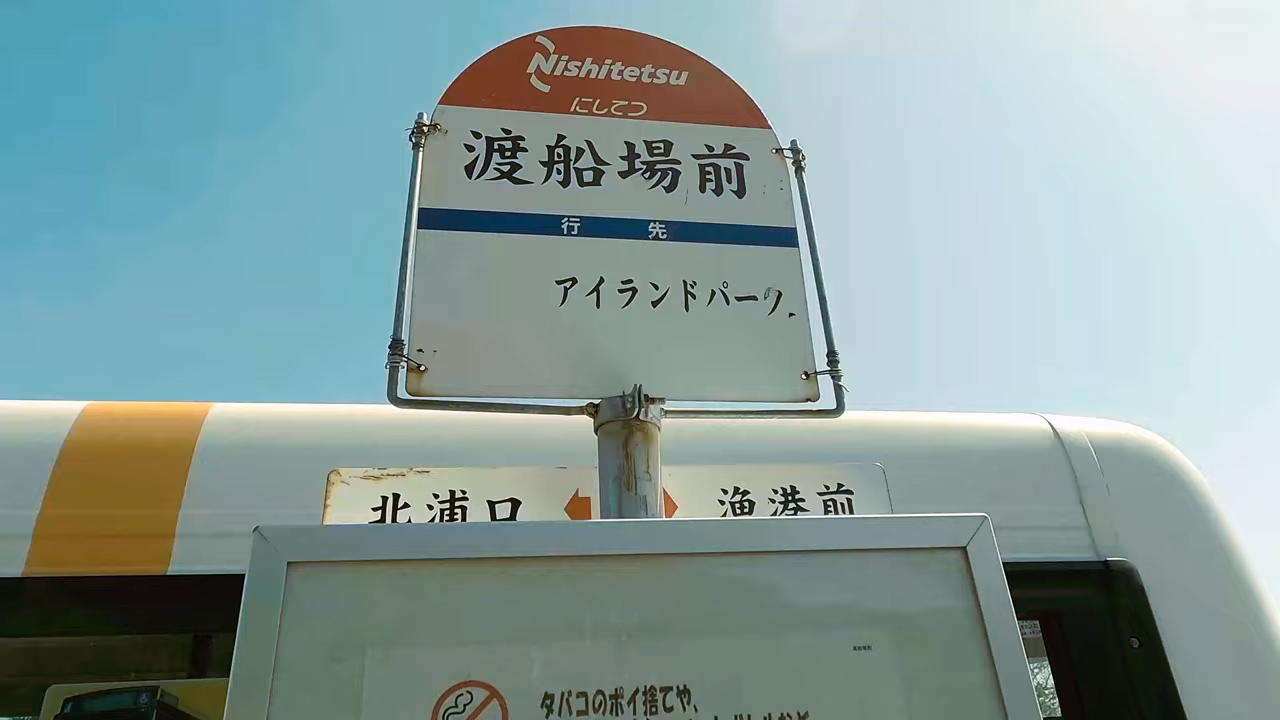 Nishitetsu
にしてつ
渡船場前
行先
アイランドパーク
北浦口 漁港前
タバコのポイ捨てや、